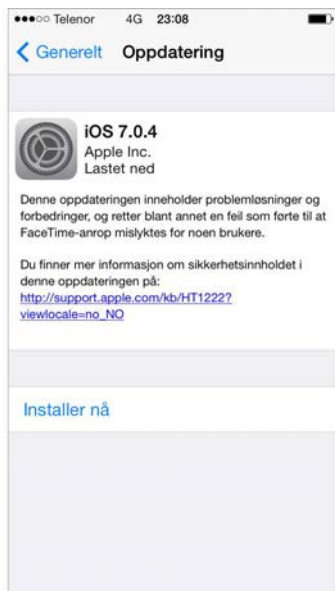 Telenor 4G 23:08
Generelt Oppdatering
iOS 7.0.4
Apple Inc.
Lastet ned
Denne oppdateringen inneholder problemløsninger og
forbedringer, og retter blant annet en feil som førte til at
FaceTime-anrop mislyktes for noen brukere.
Du finner mer informasjon om sikkerhetsinnholdet i
denne oppdateringen på:
http://support.apple.com/kb/HT1222?
viewlocale=no_NO
Installer nå